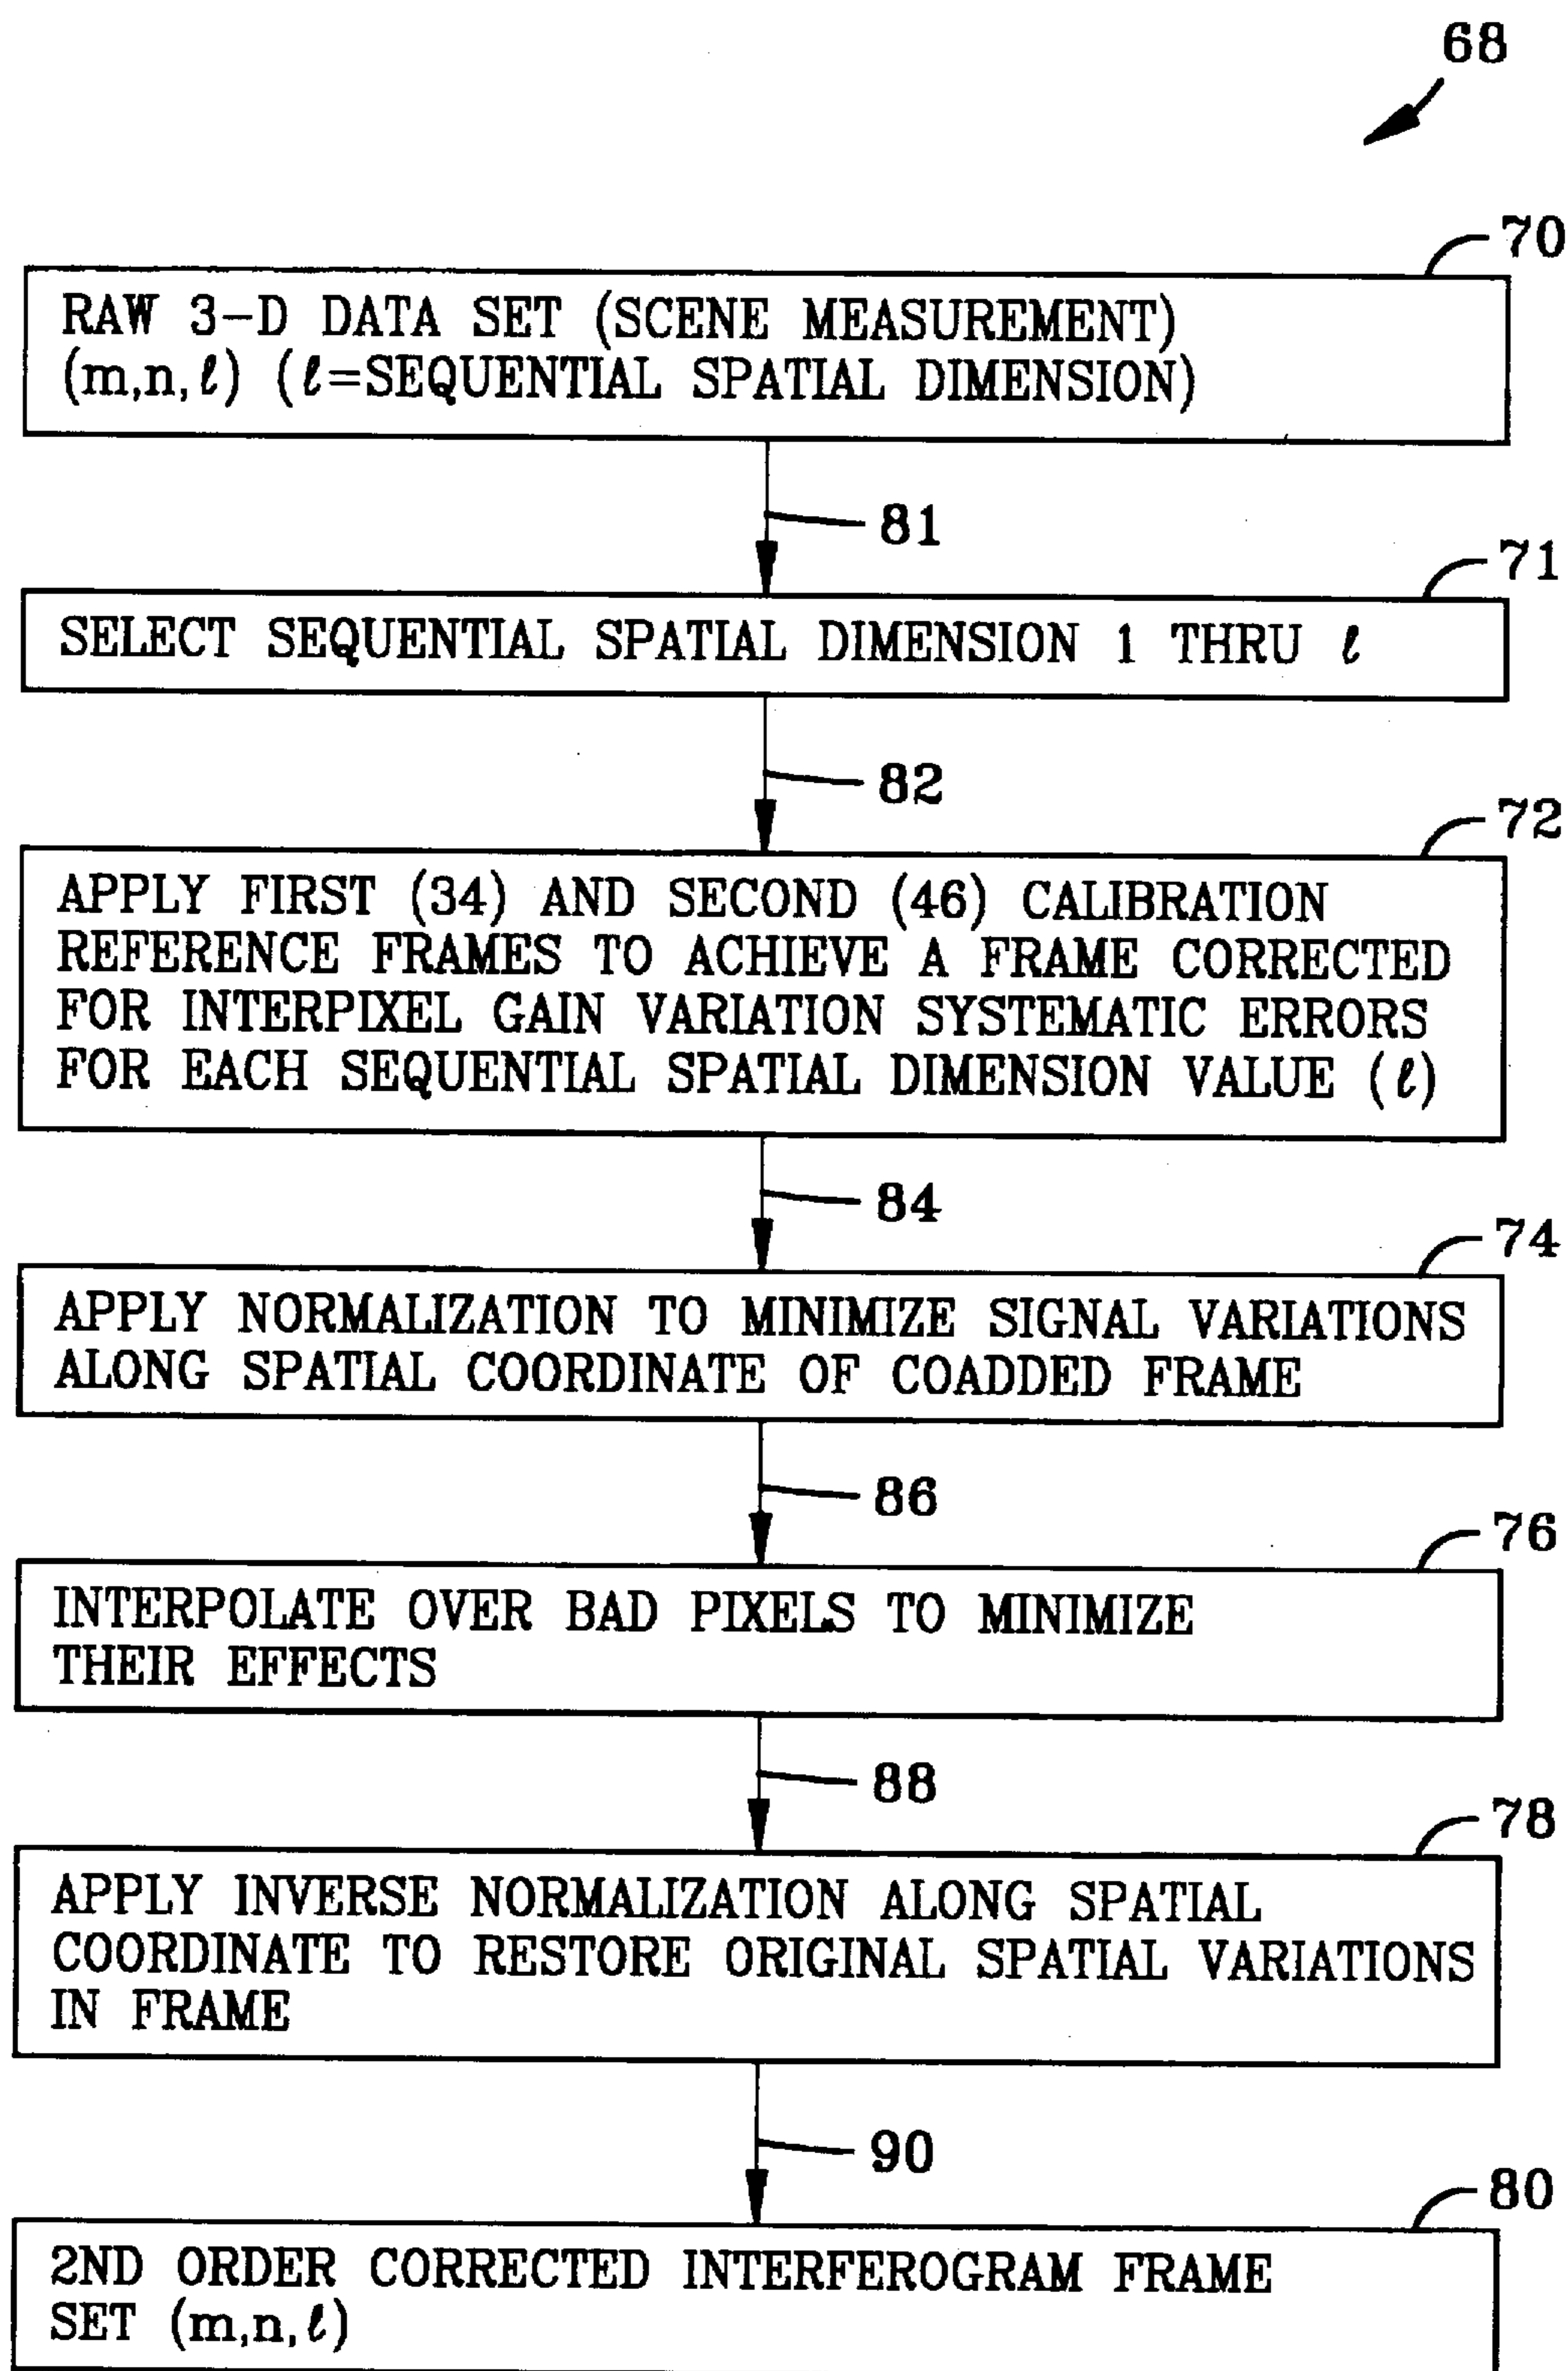 68
70
RAW 3-D DATA SET (SCENE MEASUREMENT)
(m,n,ℓ) (ℓ=SEQUENTIAL SPATIAL DIMENSION)
81
71
SELECT SEQUENTIAL SPATIAL DIMENSION 1 THRU ℓ
82
72
APPLY FIRST (34) AND SECOND (46) CALIBRATION
REFERENCE FRAMES TO ACHIEVE A FRAME CORRECTED
FOR INTERPIXEL GAIN VARIATION SYSTEMATIC ERRORS
FOR EACH SEQUENTIAL SPATIAL DIMENSION VALUE (ℓ)
84
74
APPLY NORMALIZATION TO MINIMIZE SIGNAL VARIATIONS
ALONG SPATIAL COORDINATE OF COADDED FRAME
86
76
INTERPOLATE OVER BAD PIXELS TO MINIMIZE
THEIR EFFECTS
88
78
APPLY INVERSE NORMALIZATION ALONG SPATIAL
COORDINATE TO RESTORE ORIGINAL SPATIAL VARIATIONS
IN FRAME
90
80
2ND ORDER CORRECTED INTERFEROGRAM FRAME
SET (m,n,ℓ)